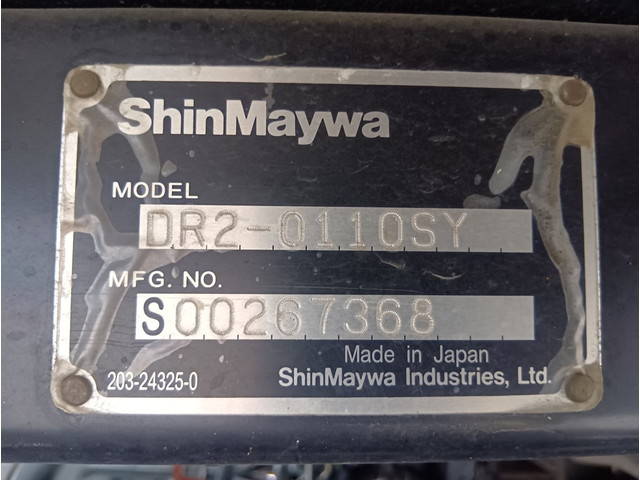 ShinMaywa
MODEL
DR2-0110SY
MFG. NO.
S00267368
Made in Japan
203-24325-0 ShinMaywa Industries, Ltd.